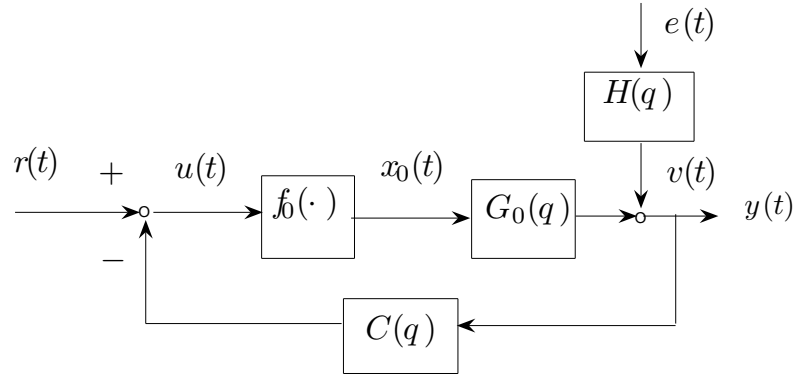 e(t)
H(q)
r(t)
+
u(t)
x₀(t)
v(t)
f₀(·)
G₀(q)
y(t)
−
C(q)